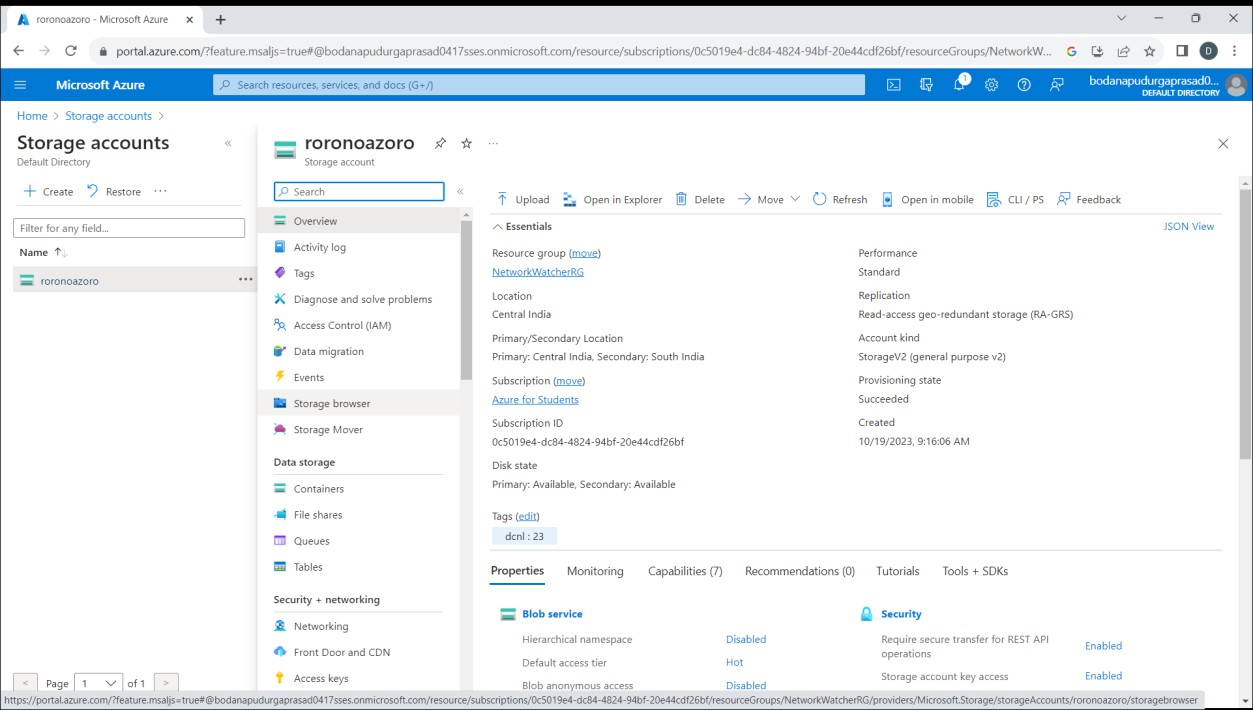 roronoazoro - Microsoft Azure
portal.azure.com/?feature.msaljs=true#@bodanapudurgaprasad0417sses.onmicrosoft.com/resource/subscriptions/0c5019e4-dc84-4824-94bf-20e44cdf26bf/resourceGroups/NetworkW...
G
D
Microsoft Azure
Search resources, services, and docs (G+/)
1
bodanapudurgaprasad0...
DEFAULT DIRECTORY
Home > Storage accounts >
Storage accounts
Default Directory
Create
Restore
Filter for any field...
Name
roronoazoro
< Page 1 of 1 >
roronoazoro
Storage account
Search
Overview
Activity log
Tags
Diagnose and solve problems
Access Control (IAM)
Data migration
Events
Storage browser
Storage Mover
Data storage
Containers
File shares
Queues
Tables
Security + networking
Networking
Front Door and CDN
Access keys
Upload
Open in Explorer
Delete
Move
Refresh
Open in mobile
CLI / PS
Feedback
Essentials
JSON View
Resource group (move)
NetworkWatcherRG
Location
Central India
Primary/Secondary Location
Primary: Central India, Secondary: South India
Subscription (move)
Azure for Students
Subscription ID
0c5019e4-dc84-4824-94bf-20e44cdf26bf
Disk state
Primary: Available, Secondary: Available
Tags (edit)
dcnl : 23
Performance
Standard
Replication
Read-access geo-redundant storage (RA-GRS)
Account kind
StorageV2 (general purpose v2)
Provisioning state
Succeeded
Created
10/19/2023, 9:16:06 AM
Properties
Monitoring
Capabilities (7)
Recommendations (0)
Tutorials
Tools + SDKs
Blob service
Hierarchical namespace
Disabled
Default access tier
Hot
Blob anonymous access
Disabled
Security
Require secure transfer for REST API
operations
Enabled
Storage account key access
Enabled
https://portal.azure.com/?feature.msaljs=true#@bodanapudurgaprasad0417sses.onmicrosoft.com/resource/subscriptions/0c5019e4-dc84-4824-94bf-20e44cdf26bf/resourceGroups/NetworkWatcherRG/providers/Microsoft.Storage/storageAccounts/roronoazoro/storagebrowser